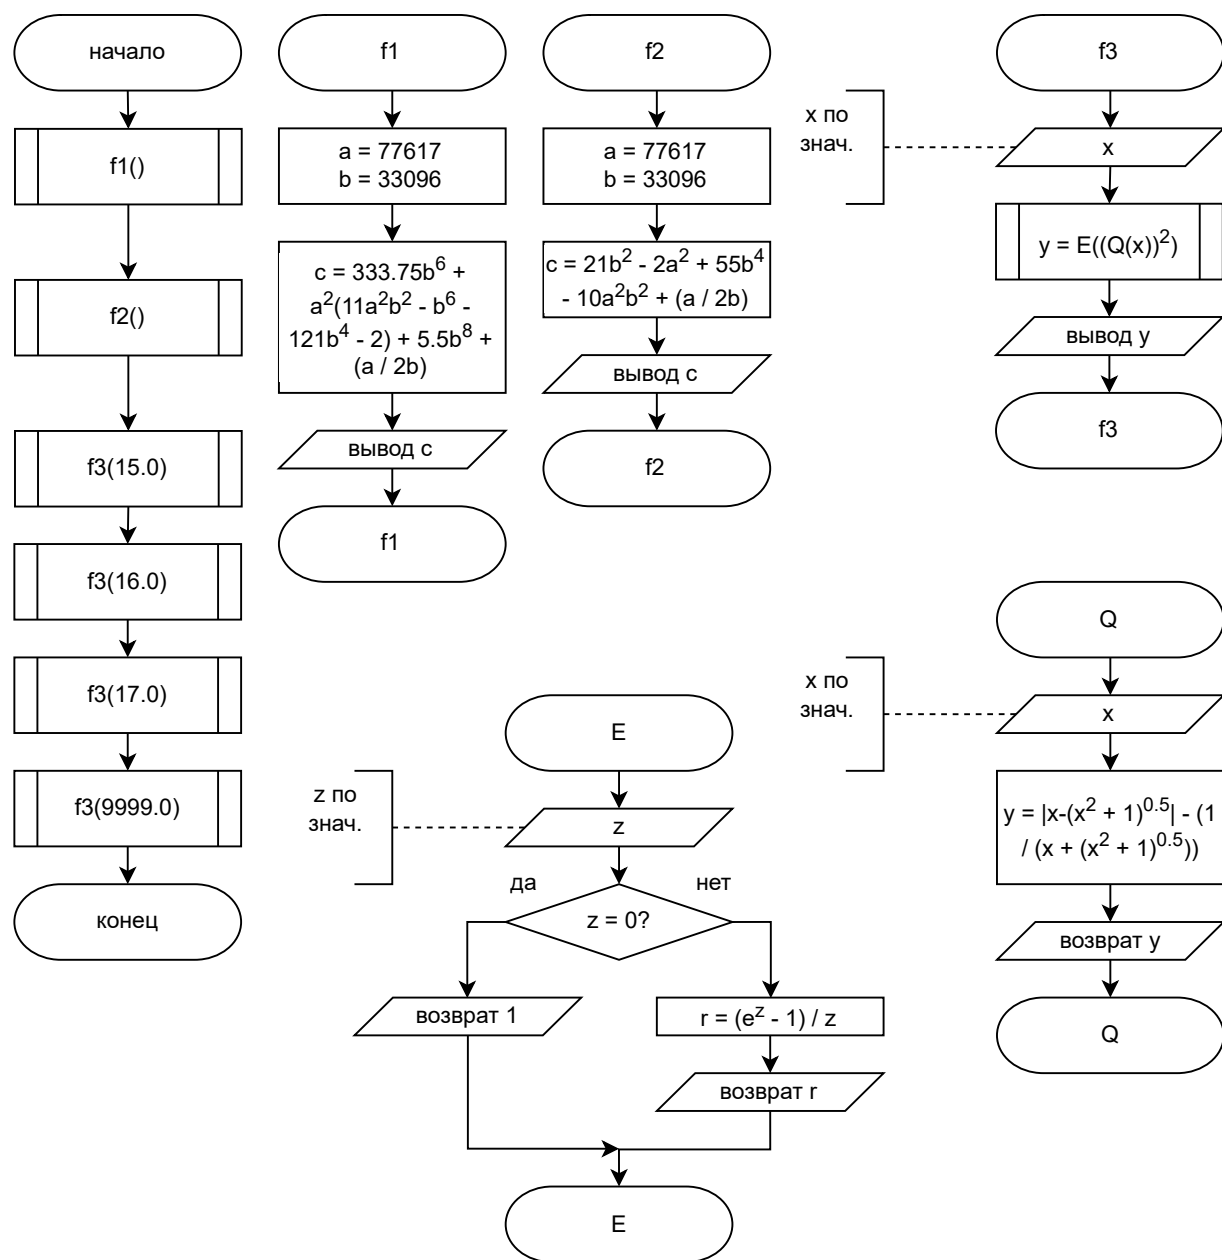 начало
f1()
f2()
f3(15.0)
f3(16.0)
f3(17.0)
f3(9999.0)
конец
f1
a = 77617
b = 33096
c = 333.75b⁶ +
a²(11a²b² - b⁶ -
121b⁴ - 2) + 5.5b⁸ +
(a / 2b)
вывод c
f1
f2
a = 77617
b = 33096
c = 21b² - 2a² + 55b⁴
- 10a²b² + (a / 2b)
вывод c
f2
f3
x по
знач.
x
y = E((Q(x))²)
вывод y
f3
E
z по
знач.
z
да
нет
z = 0?
возврат 1
r = (eᶻ - 1) / z
возврат r
E
Q
x по
знач.
x
y = |x-(x² + 1)⁰·⁵| - (1
/ (x + (x² + 1)⁰·⁵))
возврат y
Q